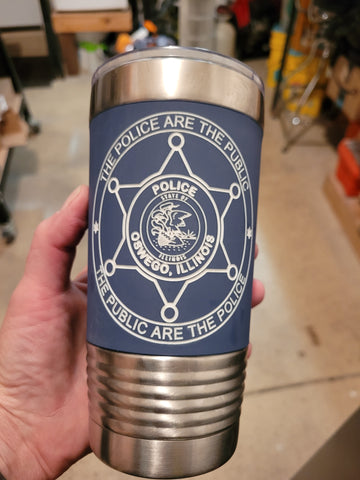 THE POLICE ARE THE PUBLIC
POLICE
STATE OF
ILLINOIS
OSWEGO, ILLINOIS
THE PUBLIC ARE THE POLICE